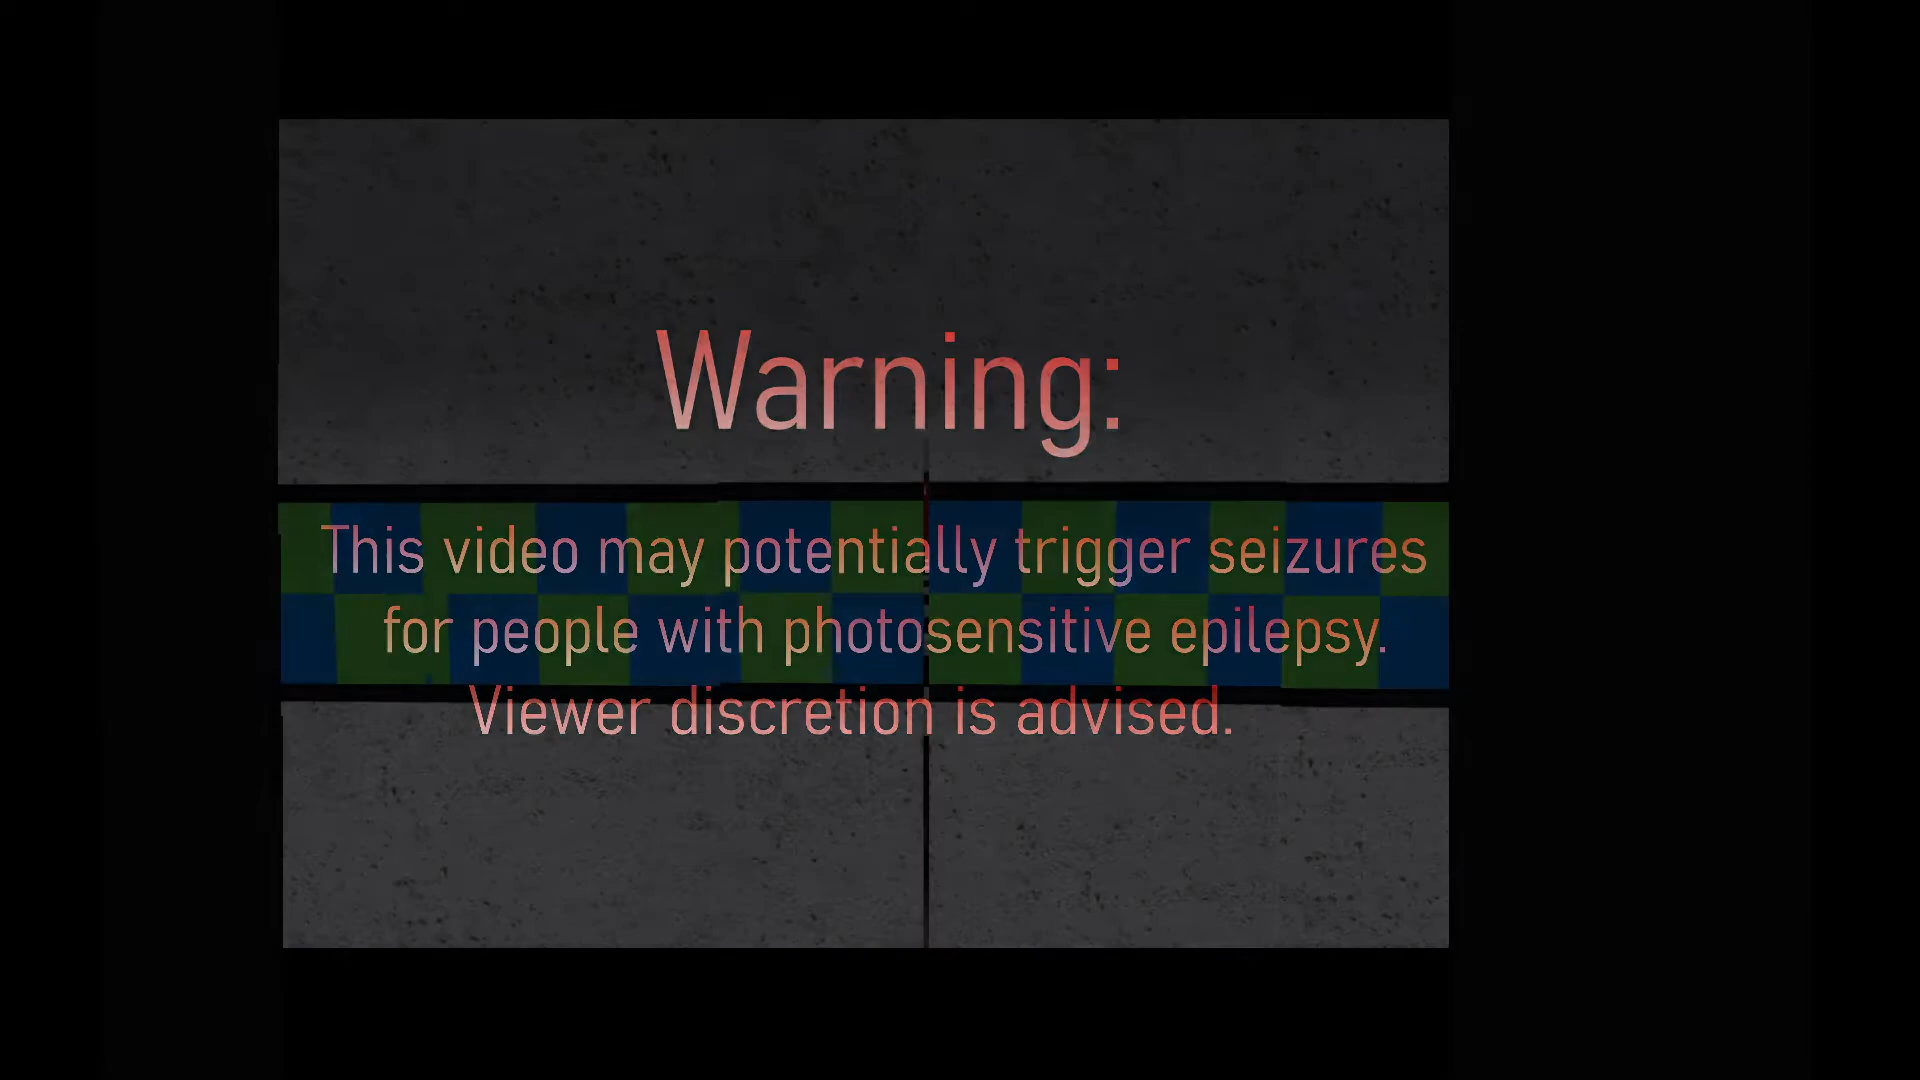 Warning:
This video may potentially trigger seizures
for people with photosensitive epilepsy.
Viewer discretion is advised.